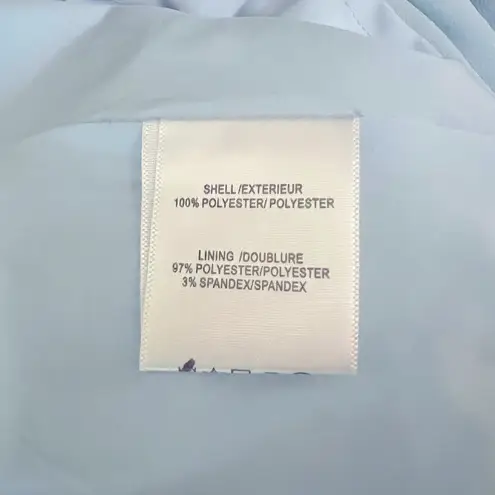 SHELL /EXTERIEUR
100% POLYESTER/ POLYESTER
LINING /DOUBLURE
97% POLYESTER/POLYESTER
3% SPANDEX/SPANDEX